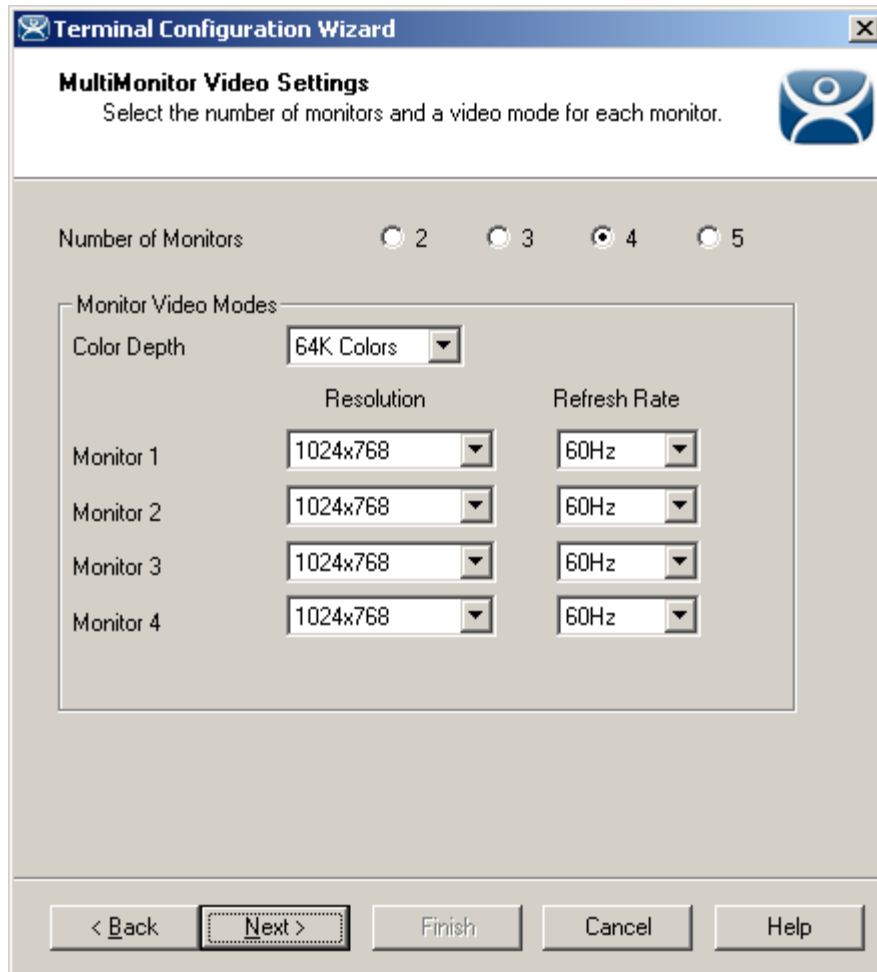 Terminal Configuration Wizard
MultiMonitor Video Settings
Select the number of monitors and a video mode for each monitor.
Number of Monitors 2 3 4 5
Monitor Video Modes
Color Depth 64K Colors
Resolution Refresh Rate
Monitor 1 1024x768 60Hz
Monitor 2 1024x768 60Hz
Monitor 3 1024x768 60Hz
Monitor 4 1024x768 60Hz
< Back Next > Finish Cancel Help